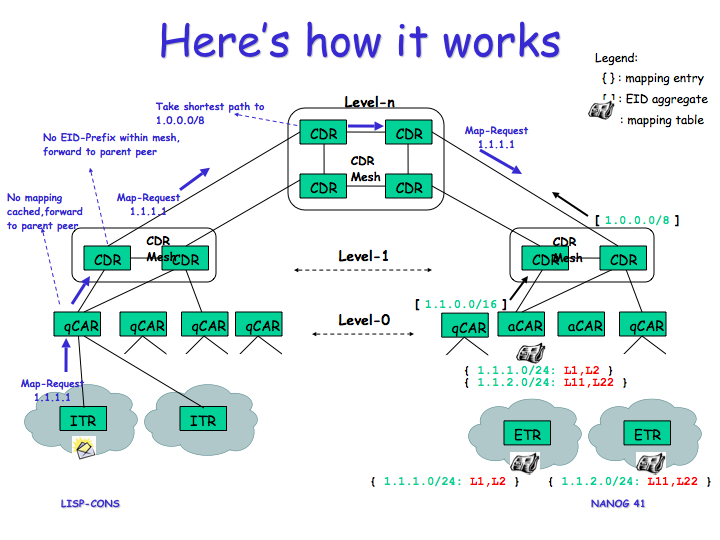 Here's how it works
Legend:
{ } : mapping entry
[ ] : EID aggregate
: mapping table
Level-n
Take shortest path to
1.0.0.0/8
CDR
CDR
Map-Request
1.1.1.1
No EID-Prefix within mesh,
forward to parent peer
CDR
Mesh
CDR
CDR
No mapping
cached,forward
to parent peer
Map-Request
1.1.1.1
[ 1.0.0.0/8 ]
CDR
Mesh
CDR
CDR
Level-1
CDR
Mesh
CDR
CDR
[ 1.1.0.0/16 ]
qCAR
qCAR
qCAR
qCAR
Level-0
qCAR
aCAR
aCAR
qCAR
{ 1.1.1.0/24: L1,L2 }
{ 1.1.2.0/24: L11,L22 }
Map-Request
1.1.1.1
ITR
ITR
ETR
ETR
{ 1.1.1.0/24: L1,L2 }
{ 1.1.2.0/24: L11,L22 }
LISP-CONS
NANOG 41